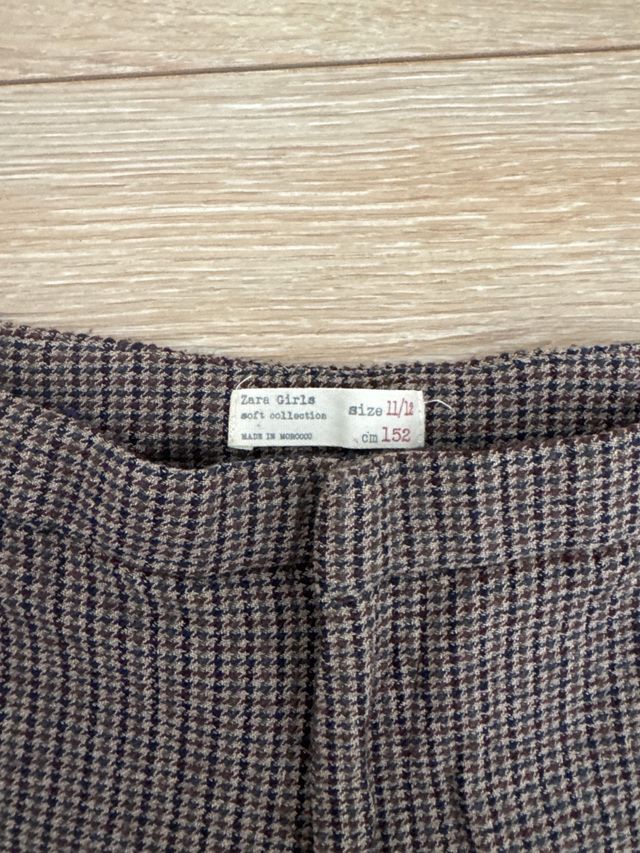 Zara Girls
soft collection
MADE IN MOROCCO
size 11/12
cm 152